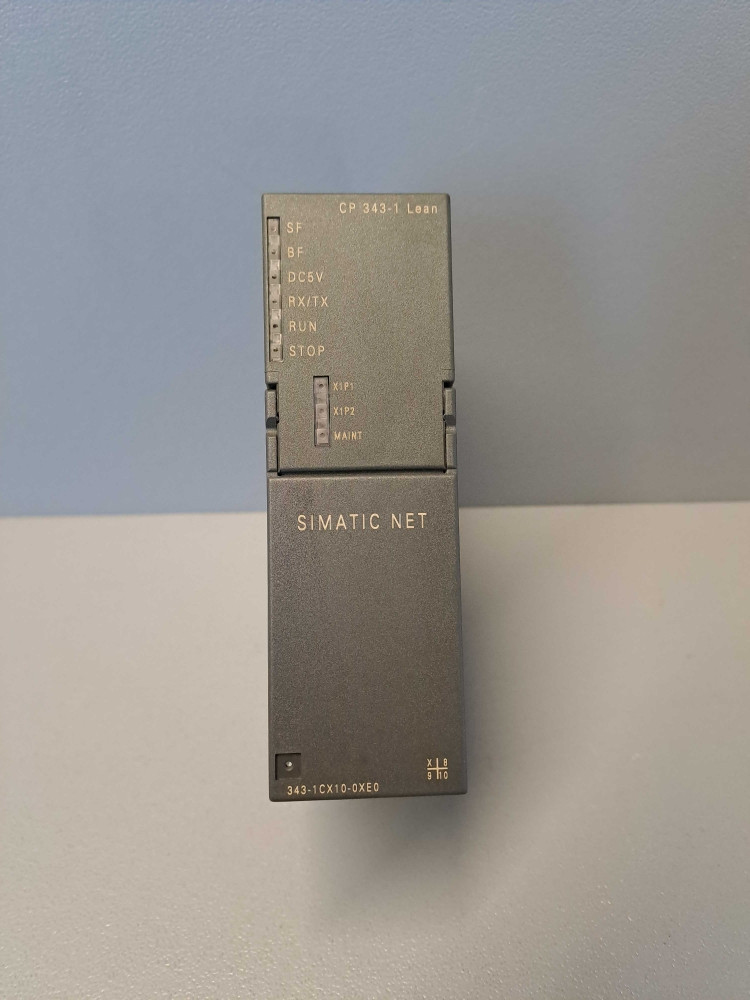 CP 343-1 Lean
SF
BF
DC5V
RX/TX
RUN
STOP
X1P1
X1P2
MAINT
SIMATIC NET
X 8
9 10
343-1CX10-0XE0